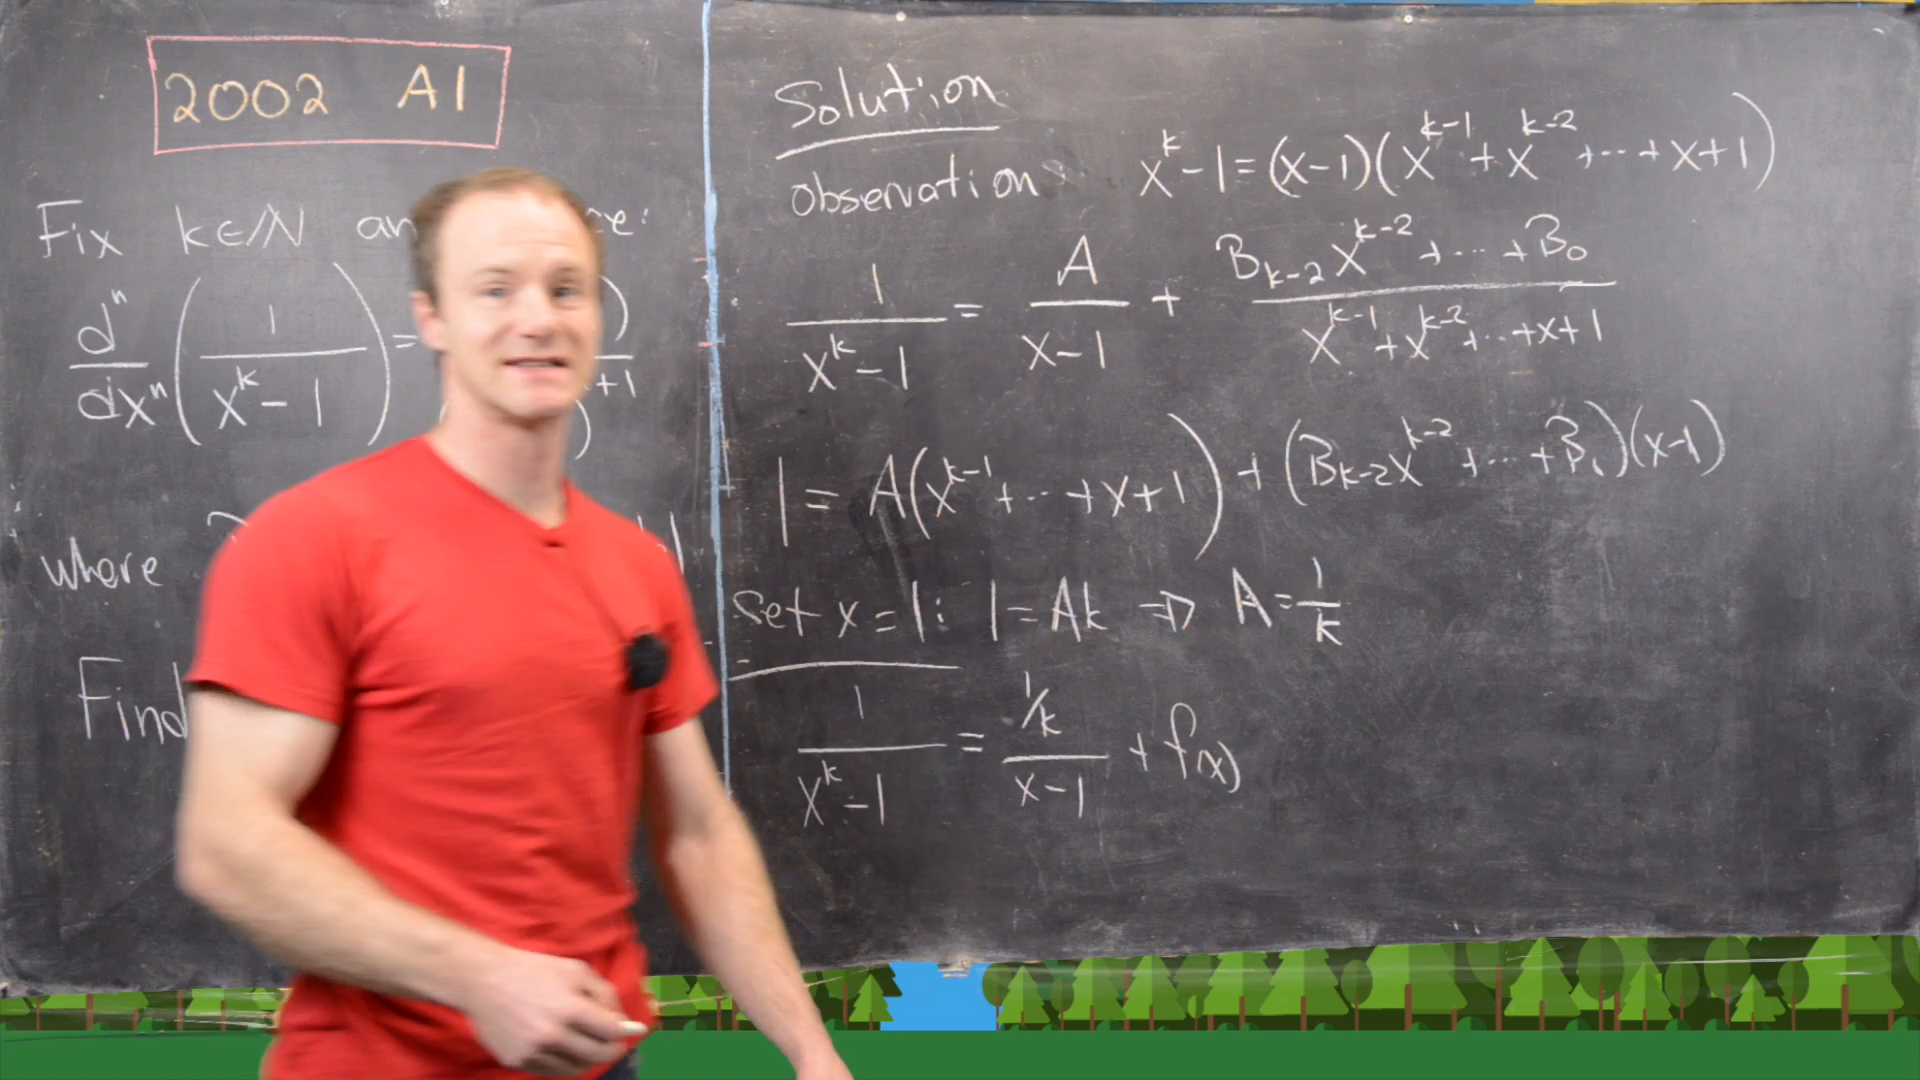 2002 A1
Fix k∈ℕ
d^n/dx^n (1/(x^k-1)) =
+1
)
where
Find
Solution
observation x^k-1=(x-1)(x^{k-1}+x^{k-2}+...+x+1)
1/(x^k-1) = A/(x-1) + (B_{k-2}x^{k-2}+...+B_0)/(x^{k-1}+x^{k-2}+...+x+1)
1 = A(x^{k-1}+...+x+1)+(B_{k-2}x^{k-2}+...+B_1)(x-1)
set x=1: 1=Ak ⇒ A=1/k
1/(x^k-1) = (1/k)/(x-1) + f(x)